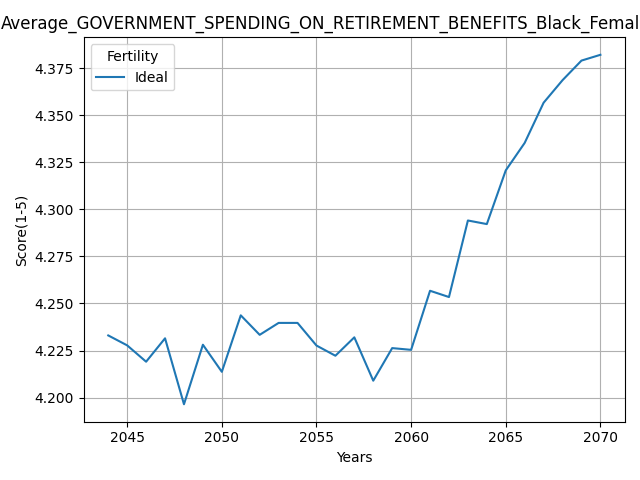 Average_GOVERNMENT_SPENDING_ON_RETIREMENT_BENEFITS_Black_Femal
Fertility
Ideal
4.375
4.350
4.325
4.300
4.275
4.250
4.225
4.200
Score(1-5)
2045 2050 2055 2060 2065 2070
Years